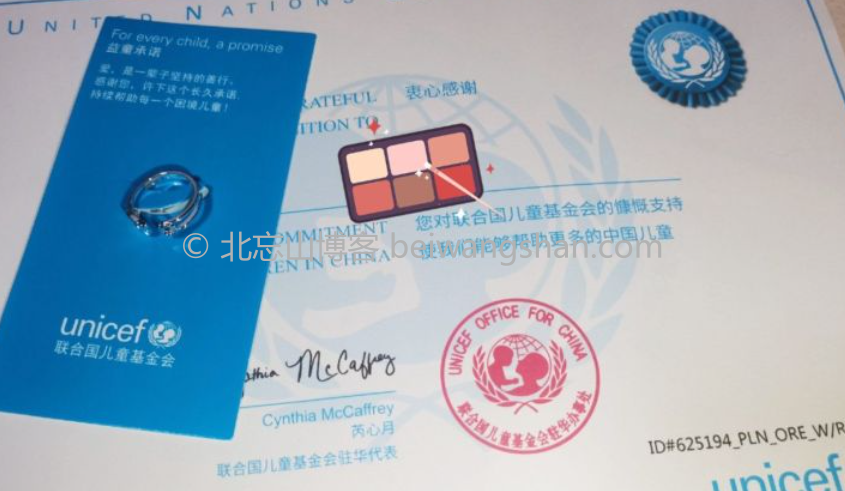 UNITED NATIONS
For every child, a promise
益童承诺
爱，是一辈子坚持的善行。
感谢您，许下这个长久承诺，
持续帮助每一个困境儿童！
unicef
联合国儿童基金会
衷心感谢
TO
您对联合国儿童基金会的慷慨支持
使我们能够帮助更多的中国儿童
COMMITMENT
IN CHINA
© 北忘山博客 beiwangshan.com
McCaffrey
Cynthia McCaffrey
芮心月
联合国儿童基金会驻华代表
UNICEF OFFICE FOR CHINA
联合国儿童基金会驻华办事处
ID#625194_PLN_ORE_W/R
unicef